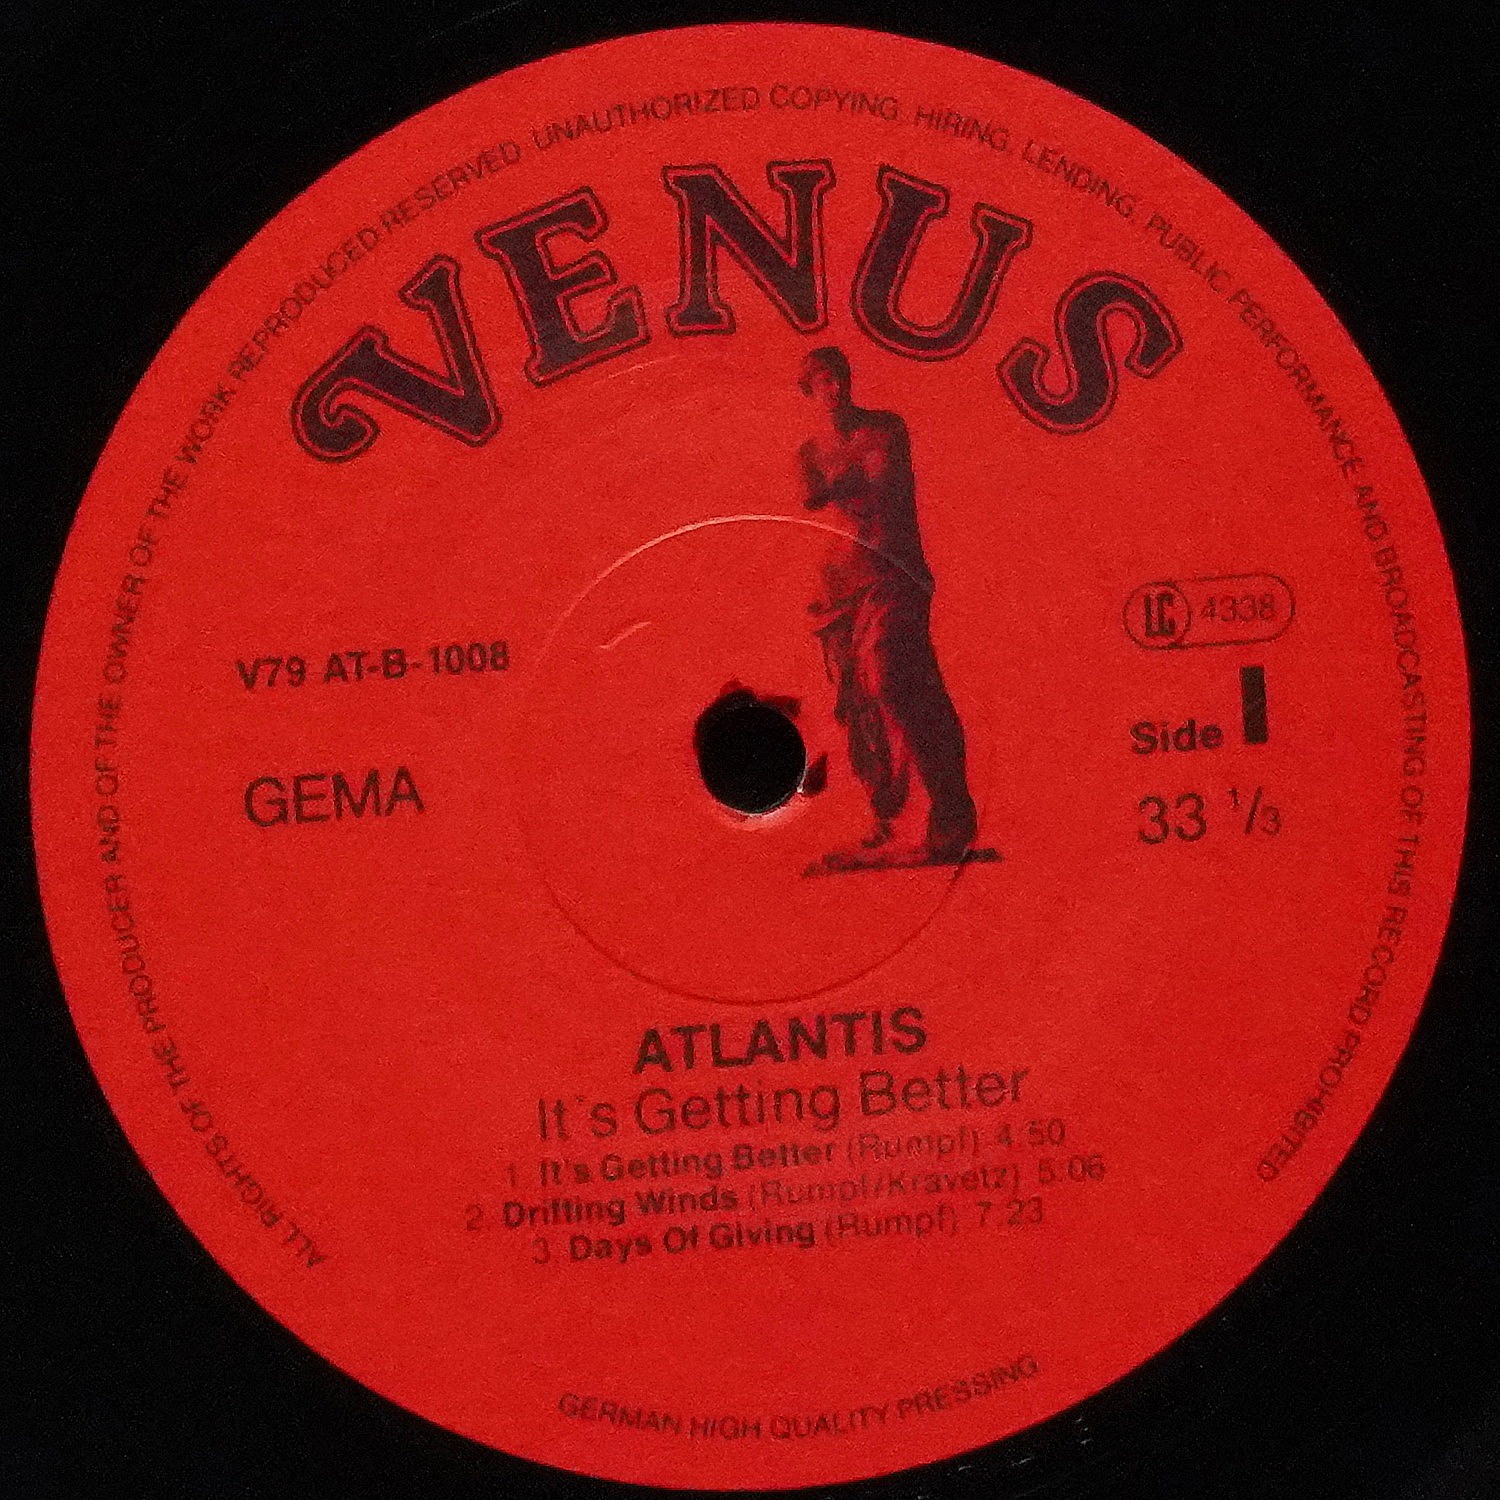 ALL RIGHTS OF THE PRODUCER AND OF THE OWNER OF THE WORK REPRODUCED RESERVED UNAUTHORIZED COPYING HIRING, LENDING, PUBLIC PERFORMANCE AND BROADCASTING OF THIS RECORD PROHIBITED
VENUS
LC 4338
V79 AT-B-1008
Side I
GEMA
33 1/3
ATLANTIS
It's Getting Better
1. It's Getting Better (Rumpf) 4.50
2. Drifting Winds (Rumpf/Kravetz) 5:06
3. Days Of Giving (Rumpf) 7.23
GERMAN HIGH QUALITY PRESSING